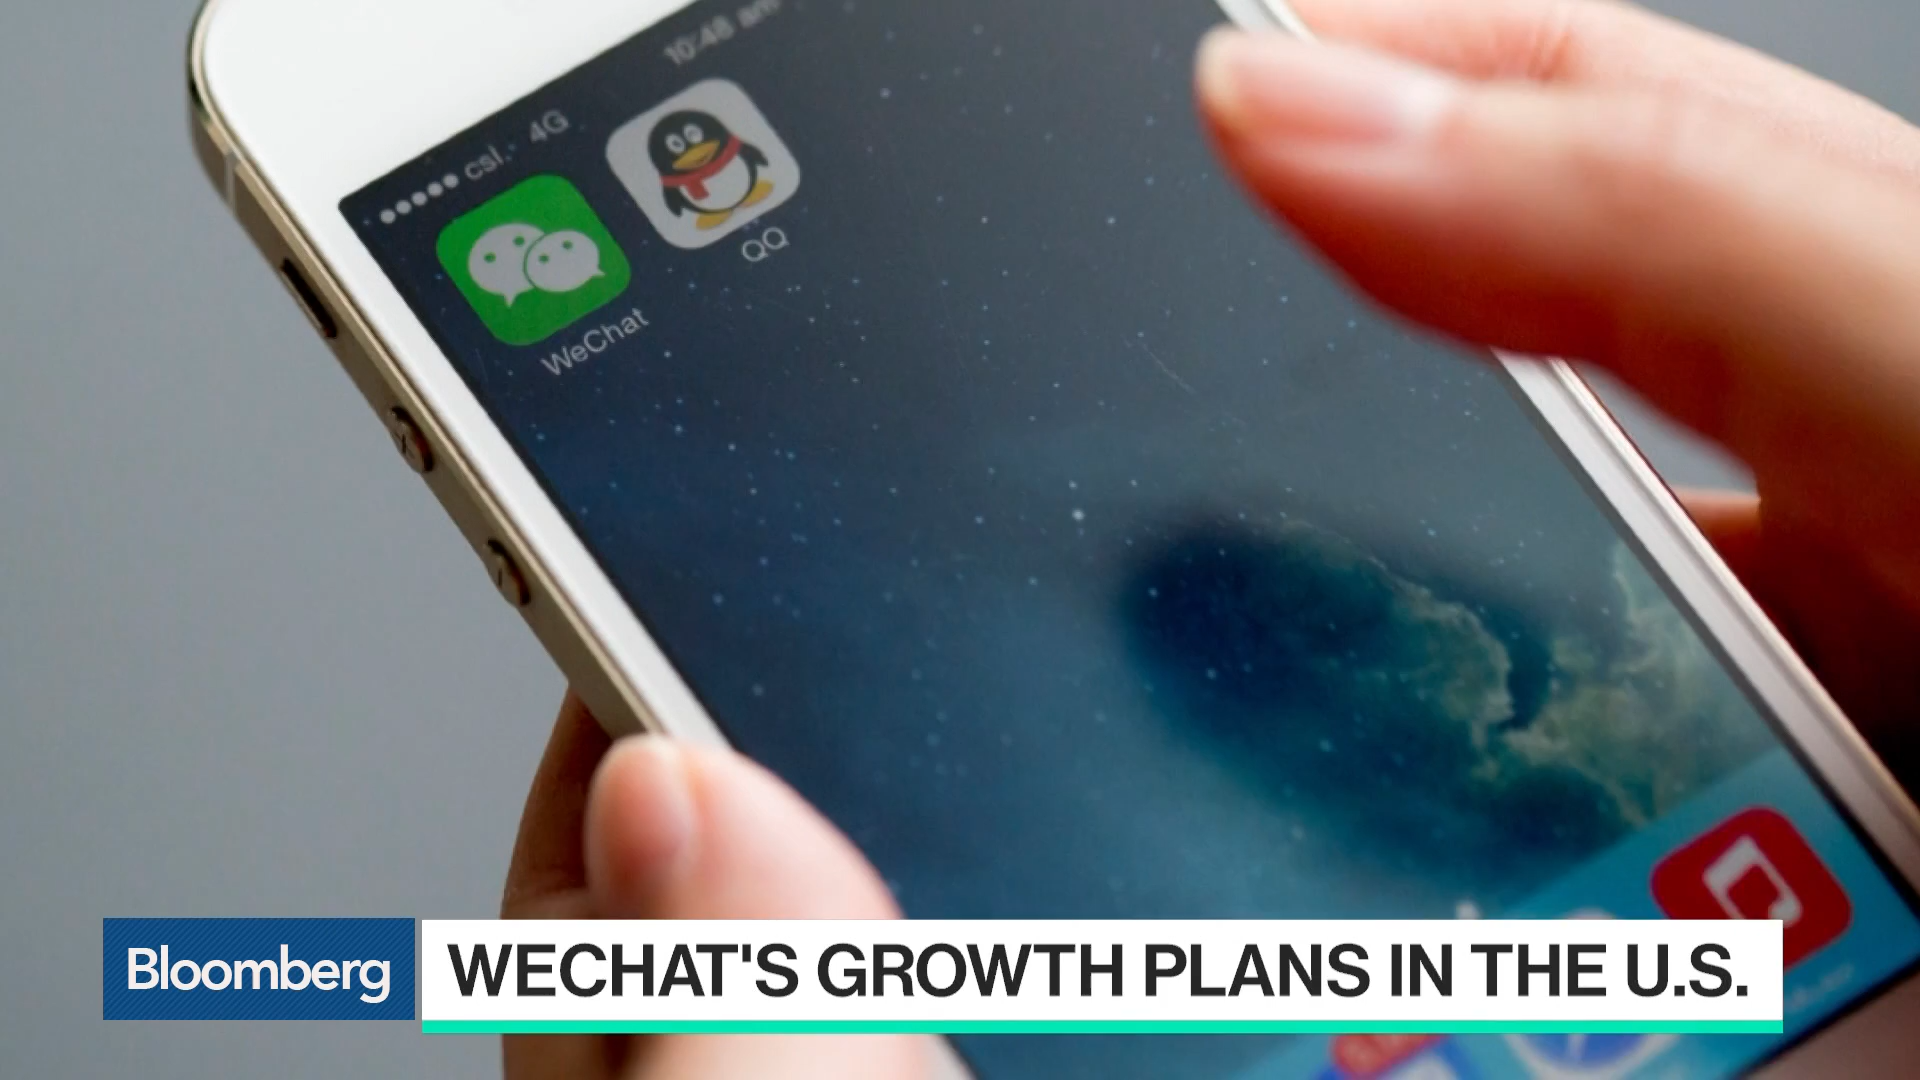 10:48 am
csl. 4G
QQ
WeChat
Bloomberg
WECHAT'S GROWTH PLANS IN THE U.S.